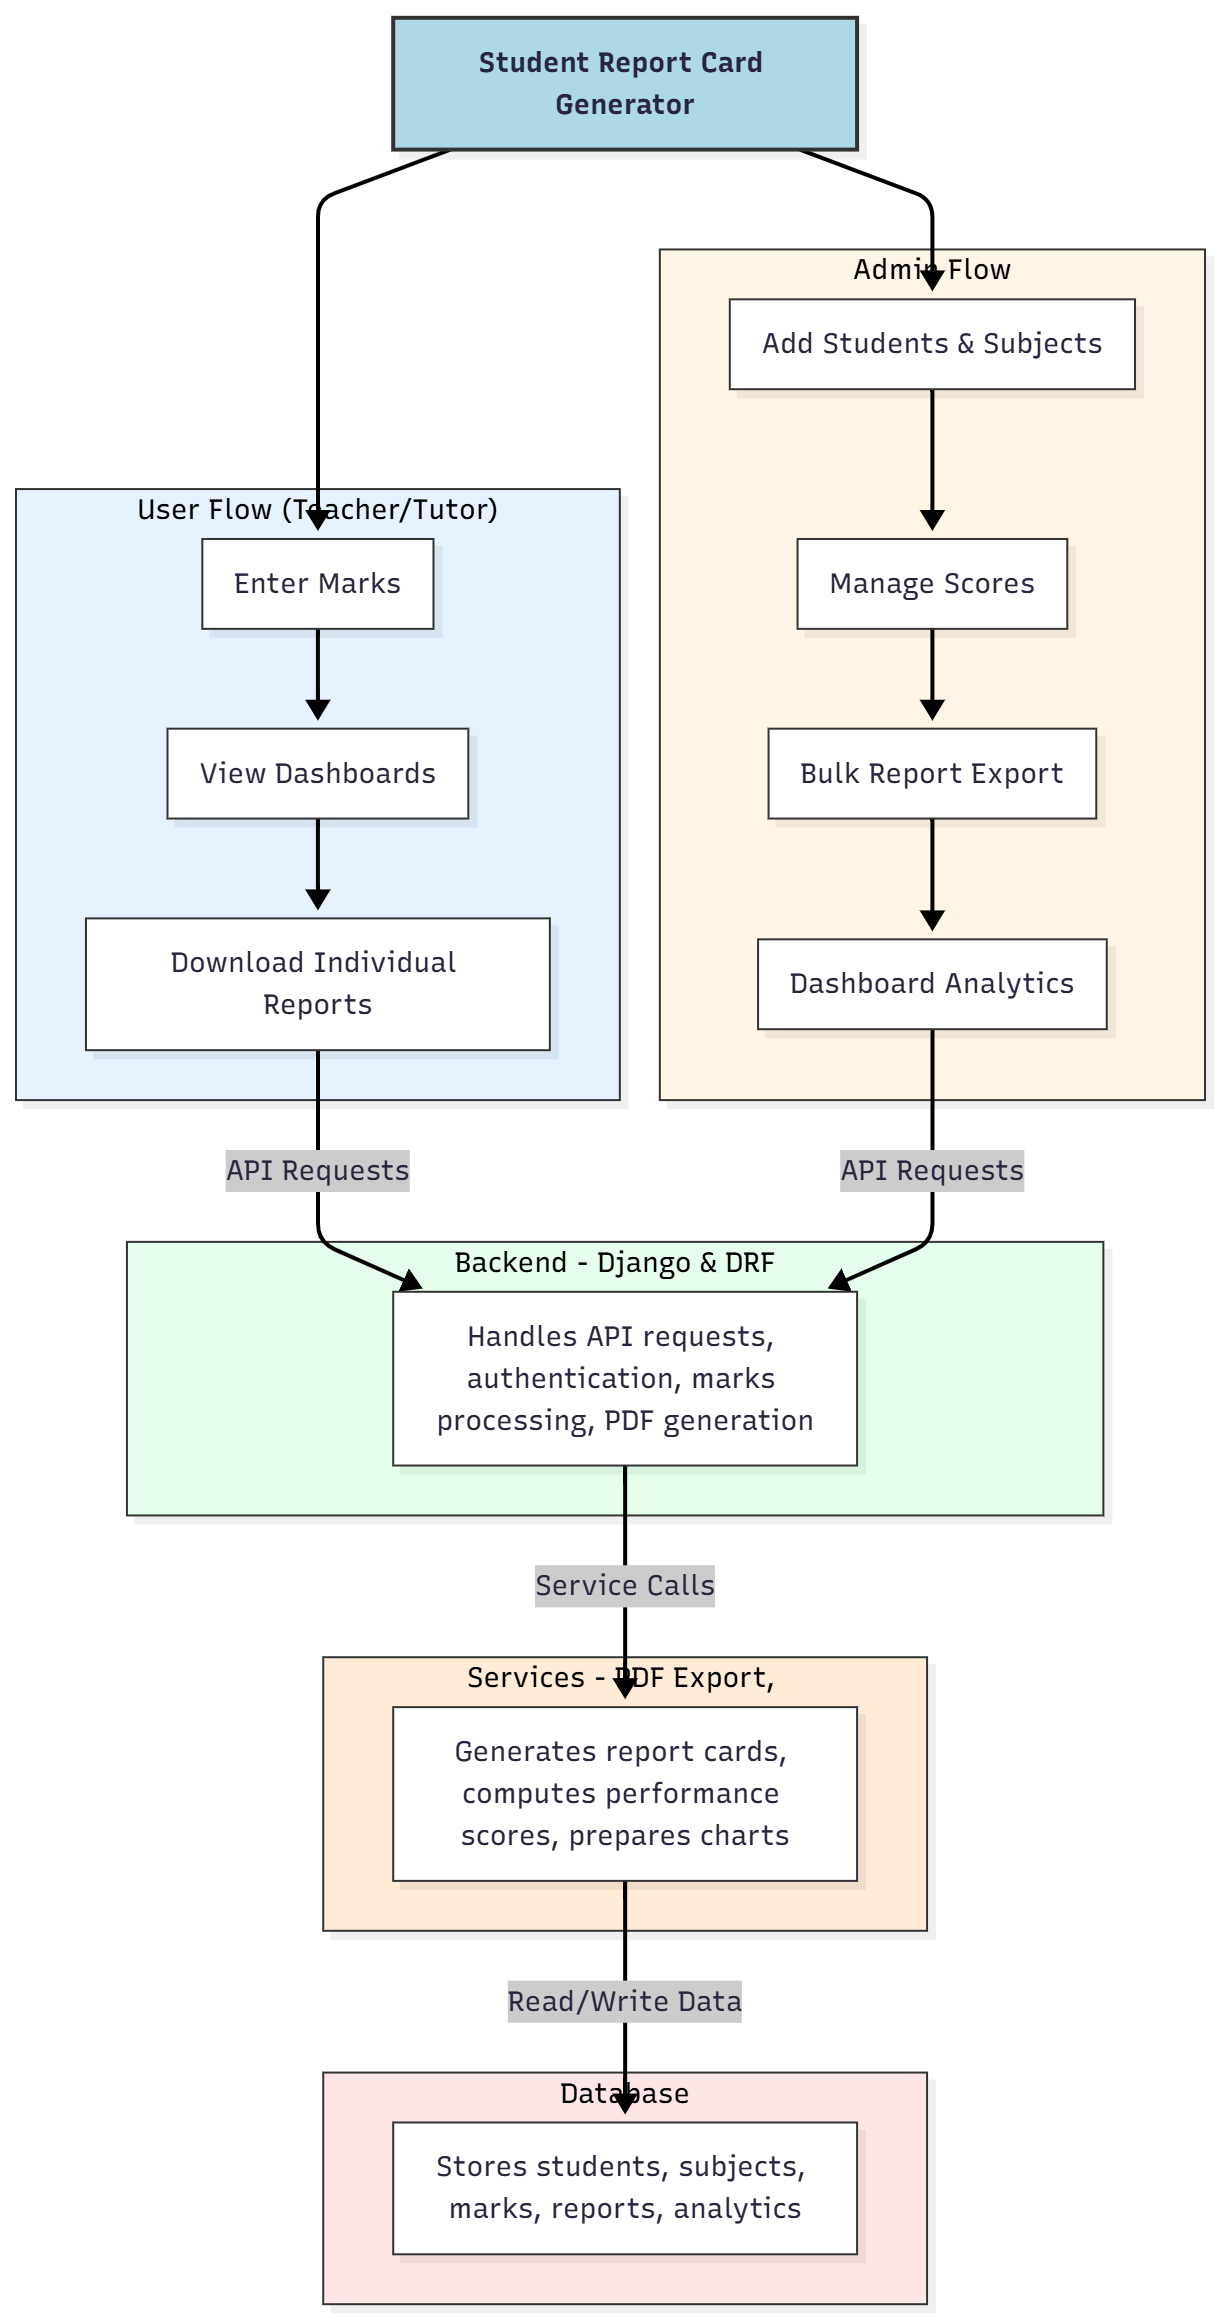 Student Report Card
Generator
Admin Flow
Add Students & Subjects
User Flow (Teacher/Tutor)
Enter Marks
Manage Scores
View Dashboards
Bulk Report Export
Download Individual
Reports
Dashboard Analytics
API Requests
API Requests
Backend - Django & DRF
Handles API requests,
authentication, marks
processing, PDF generation
Service Calls
Services - PDF Export,
Generates report cards,
computes performance
scores, prepares charts
Read/Write Data
Database
Stores students, subjects,
marks, reports, analytics